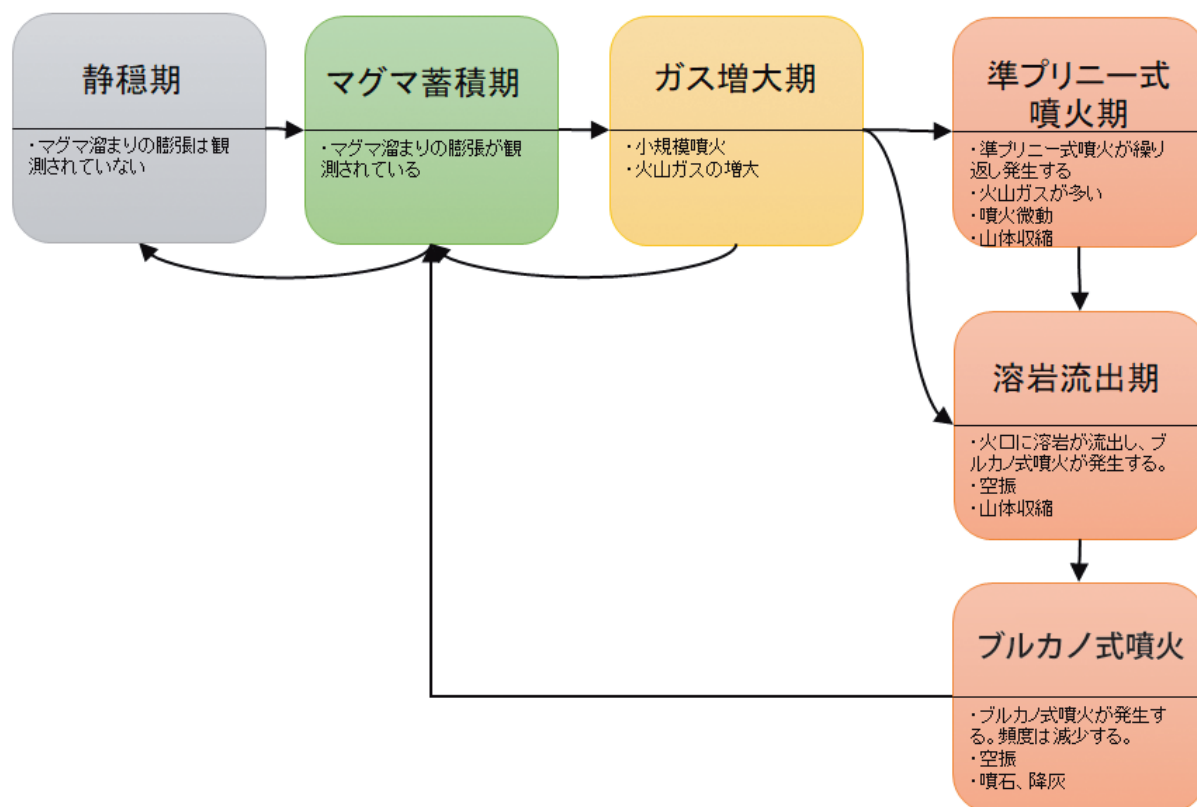 静穏期
・マグマ溜まりの膨張は観
測されていない
マグマ蓄積期
・マグマ溜まりの膨張が観
測されている
ガス増大期
・小規模噴火
・火山ガスの増大
準プリニー式
噴火期
・準プリニー式噴火が繰り
返し発生する
・火山ガスが多い
・噴火微動
・山体収縮
溶岩流出期
・火口に溶岩が流出し、ブ
ルカノ式噴火が発生する。
・空振
・山体収縮
ブルカノ式噴火
・ブルカノ式噴火が発生す
る。頻度は減少する。
・空振
・噴石、降灰